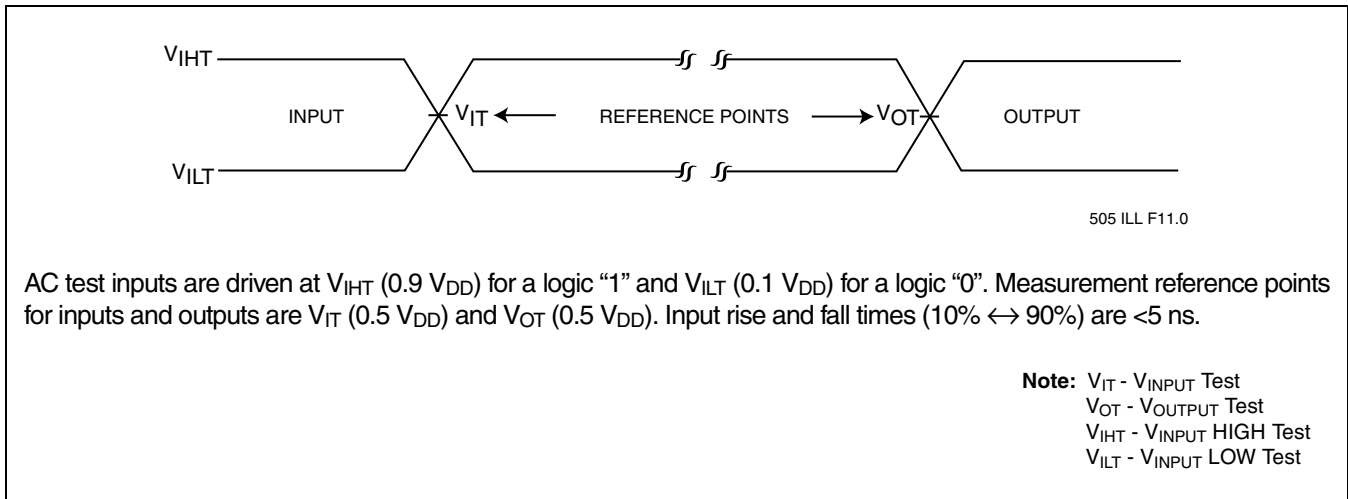 VIHT
INPUT VIT REFERENCE POINTS VOT OUTPUT
VILT
505 ILL F11.0
AC test inputs are driven at VIHT (0.9 VDD) for a logic “1” and VILT (0.1 VDD) for a logic “0”. Measurement reference points
for inputs and outputs are VIT (0.5 VDD) and VOT (0.5 VDD). Input rise and fall times (10% ↔ 90%) are <5 ns.
Note: VIT - VINPUT Test
VOT - VOUTPUT Test
VIHT - VINPUT HIGH Test
VILT - VINPUT LOW Test